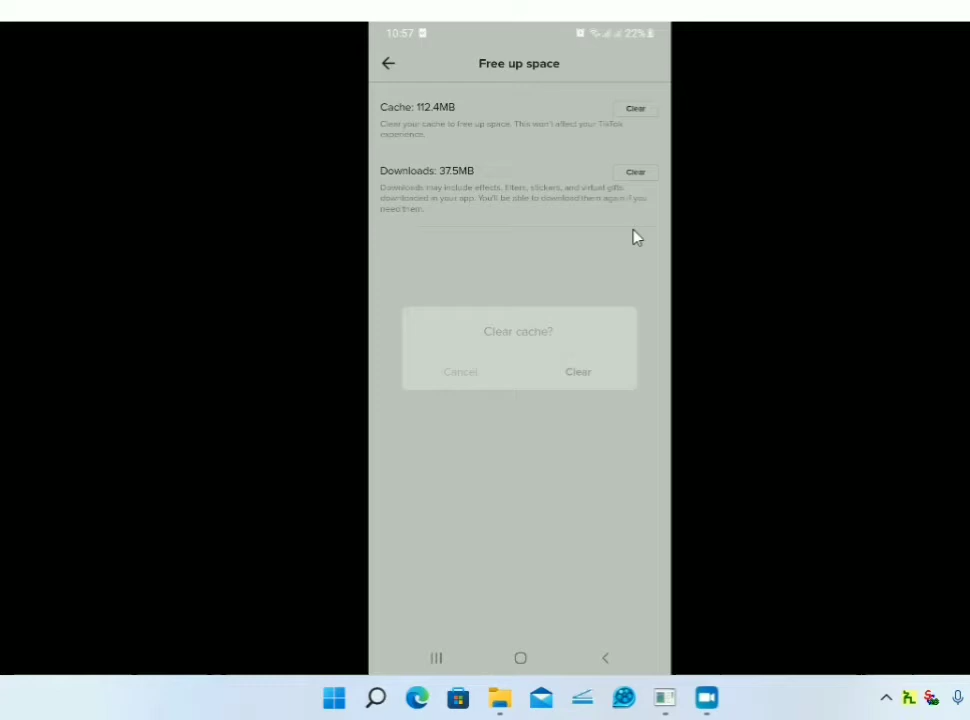 10:57 22%
Free up space
Cache: 112.4MB Clear
Clear your cache to free up space. This won't affect your TikTok
experience.
Downloads: 37.5MB Clear
Downloads may include effects, filters, stickers, and virtual gifts
downloaded in your app. You'll be able to download them again if you
need them.
Clear cache?
Cancel Clear